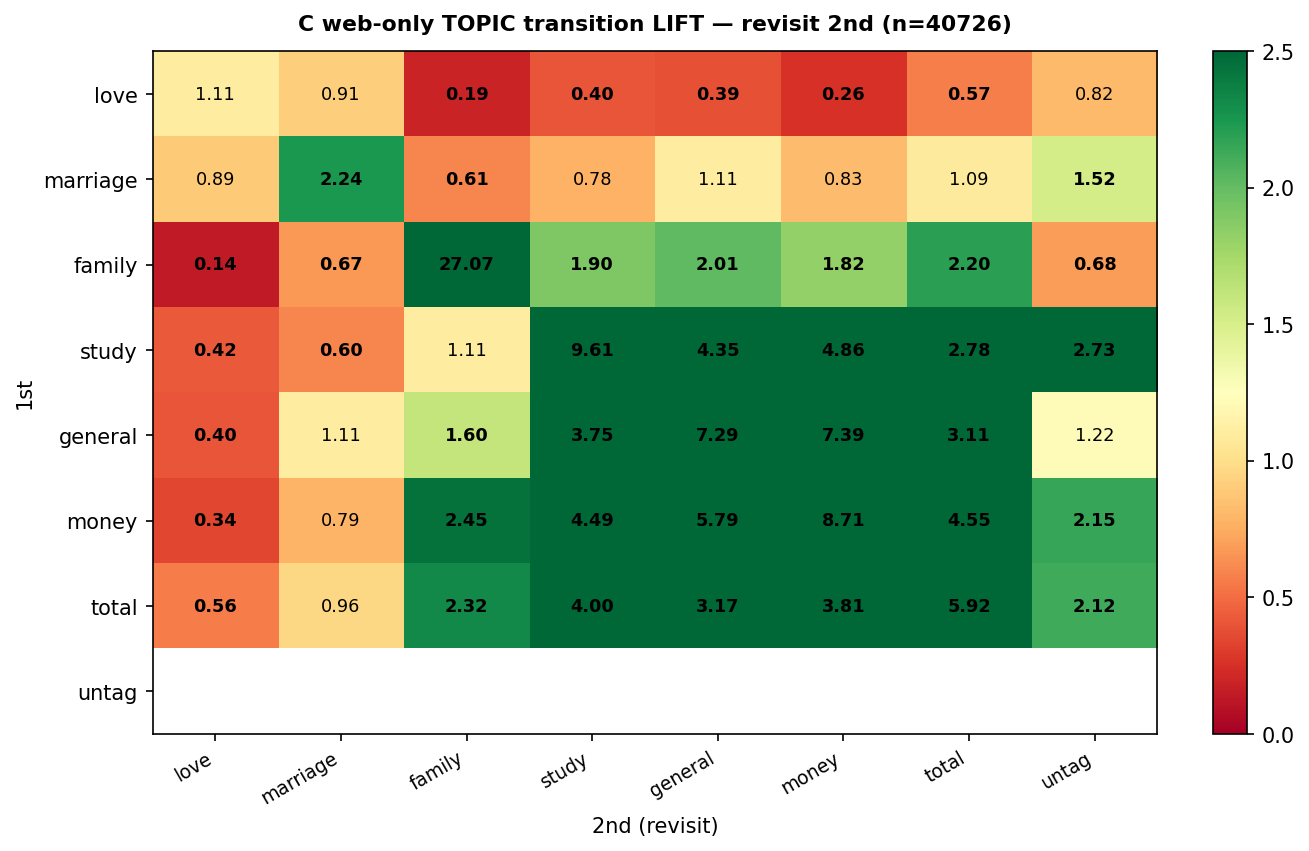 C web-only TOPIC transition LIFT — revisit 2nd (n=40726)
love 1.11 0.91 0.19 0.40 0.39 0.26 0.57 0.82
marriage 0.89 2.24 0.61 0.78 1.11 0.83 1.09 1.52
family 0.14 0.67 27.07 1.90 2.01 1.82 2.20 0.68
study 0.42 0.60 1.11 9.61 4.35 4.86 2.78 2.73
general 0.40 1.11 1.60 3.75 7.29 7.39 3.11 1.22
money 0.34 0.79 2.45 4.49 5.79 8.71 4.55 2.15
total 0.56 0.96 2.32 4.00 3.17 3.81 5.92 2.12
untag
1st
love marriage family study general money total untag
2nd (revisit)
2.5
2.0
1.5
1.0
0.5
0.0